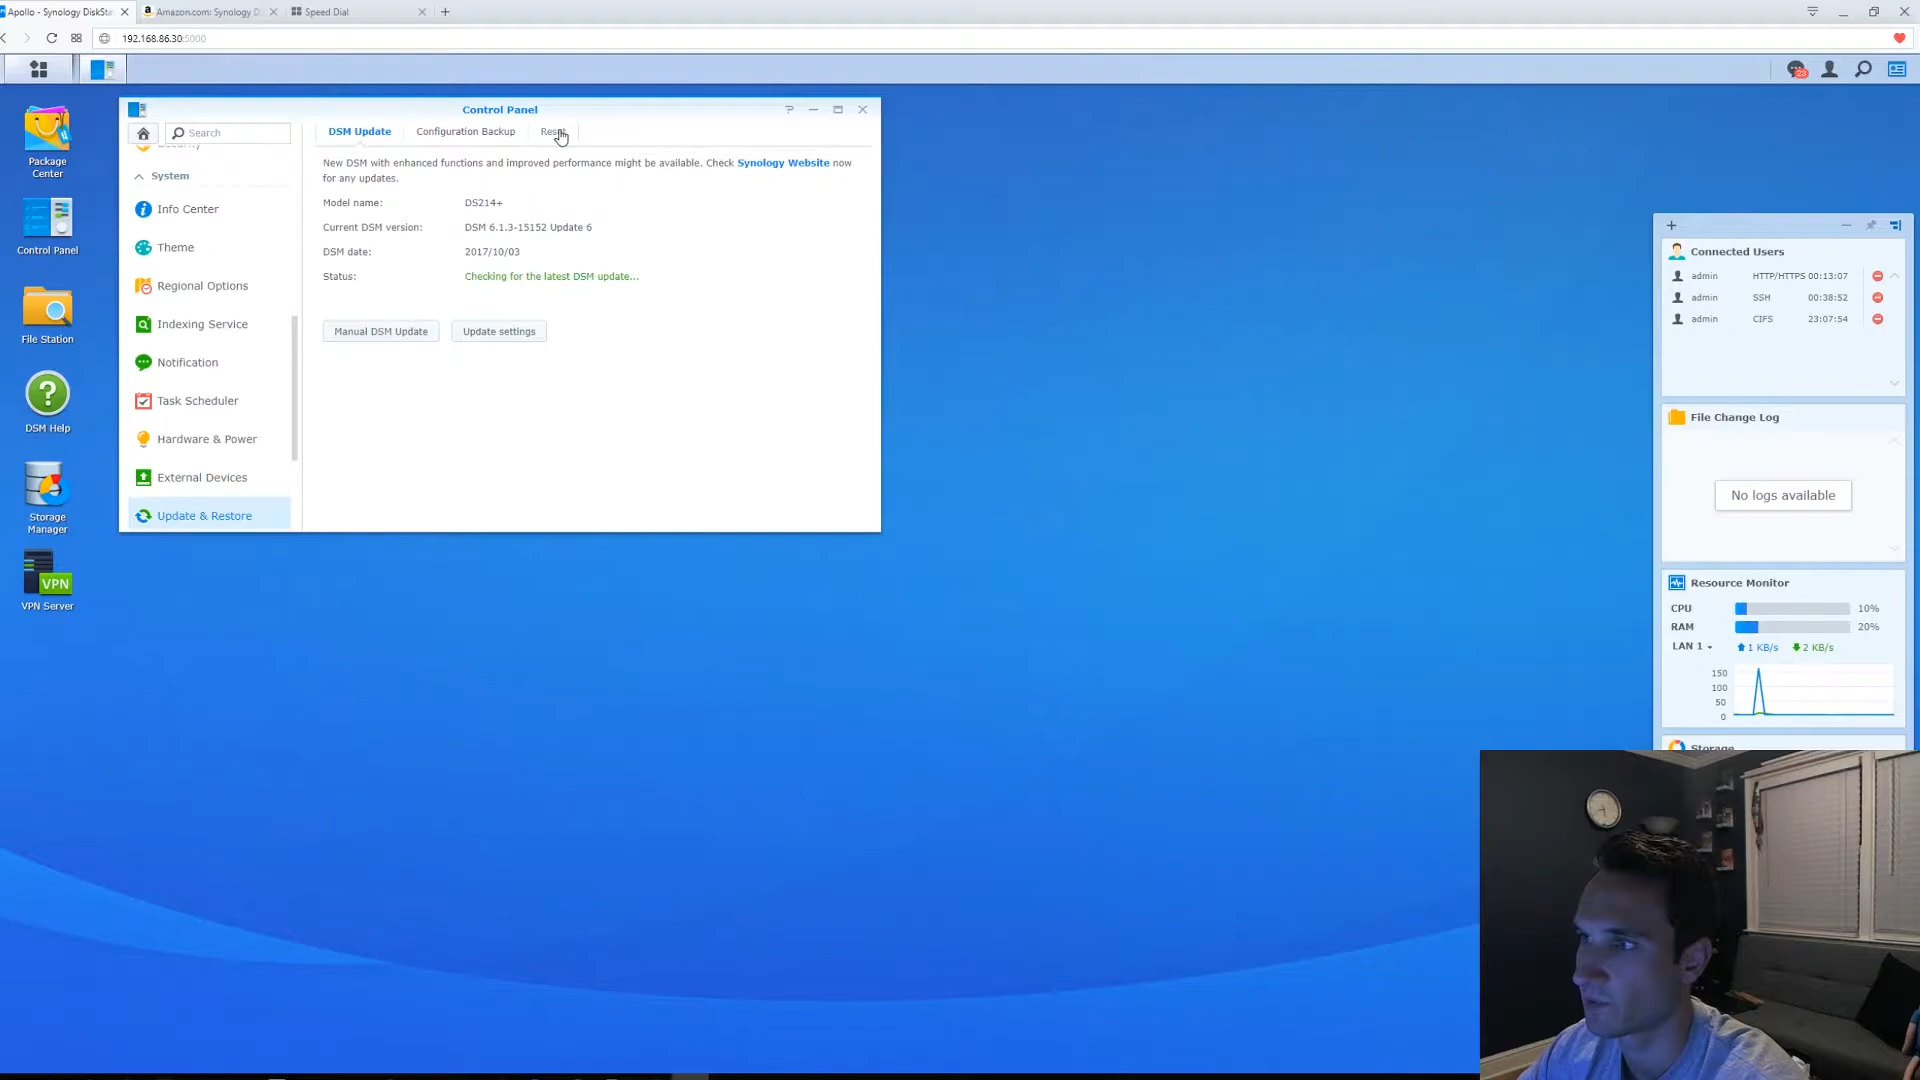 Apollo - Synology DiskSta
Amazon.com: Synology D
Speed Dial
192.168.86.30:5000
23
Package
Center
Control Panel
File Station
DSM Help
Storage
Manager
VPN
VPN Server
Control Panel
Search
Security
System
Info Center
Theme
Regional Options
Indexing Service
Notification
Task Scheduler
Hardware & Power
External Devices
Update & Restore
DSM Update
Configuration Backup
New DSM with enhanced functions and improved performance might be available. Check Synology Website now
for any updates.
Model name: DS214+
Current DSM version: DSM 6.1.3-15152 Update 6
DSM date: 2017/10/03
Status: Checking for the latest DSM update...
Manual DSM Update
Update settings
Connected Users
admin HTTP/HTTPS 00:13:07
admin SSH 00:38:52
admin CIFS 23:07:54
File Change Log
No logs available
Resource Monitor
CPU 10%
RAM 20%
LAN 1 1 KB/s 2 KB/s
150
100
50
0
Storage